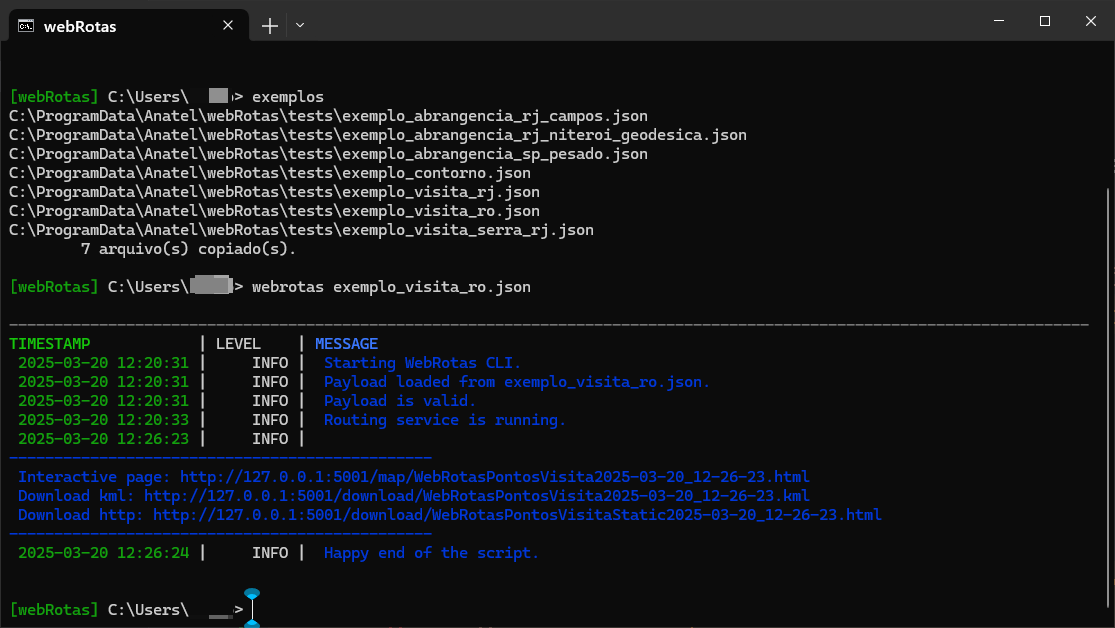 webRotas
[webRotas] C:\Users\ > exemplos
C:\ProgramData\Anatel\webRotas\tests\exemplo_abrangencia_rj_campos.json
C:\ProgramData\Anatel\webRotas\tests\exemplo_abrangencia_rj_niteroi_geodesica.json
C:\ProgramData\Anatel\webRotas\tests\exemplo_abrangencia_sp_pesado.json
C:\ProgramData\Anatel\webRotas\tests\exemplo_contorno.json
C:\ProgramData\Anatel\webRotas\tests\exemplo_visita_rj.json
C:\ProgramData\Anatel\webRotas\tests\exemplo_visita_ro.json
C:\ProgramData\Anatel\webRotas\tests\exemplo_visita_serra_rj.json
7 arquivo(s) copiado(s).
[webRotas] C:\Users\ > webrotas exemplo_visita_ro.json
TIMESTAMP | LEVEL | MESSAGE
2025-03-20 12:20:31 | INFO | Starting WebRotas CLI.
2025-03-20 12:20:31 | INFO | Payload loaded from exemplo_visita_ro.json.
2025-03-20 12:20:31 | INFO | Payload is valid.
2025-03-20 12:20:33 | INFO | Routing service is running.
2025-03-20 12:26:23 | INFO |
Interactive page: http://127.0.0.1:5001/map/WebRotasPontosVisita2025-03-20_12-26-23.html
Download kml: http://127.0.0.1:5001/download/WebRotasPontosVisita2025-03-20_12-26-23.kml
Download http: http://127.0.0.1:5001/download/WebRotasPontosVisitaStatic2025-03-20_12-26-23.html
2025-03-20 12:26:24 | INFO | Happy end of the script.
[webRotas] C:\Users\ >